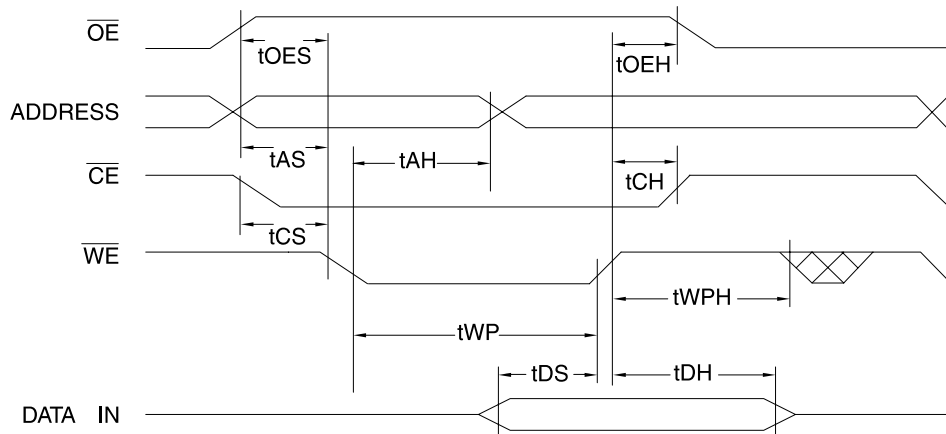 OE
tOES
tOEH
ADDRESS
tAS
tAH
tCH
CE
tCS
WE
tWPH
tWP
tDS
tDH
DATA IN